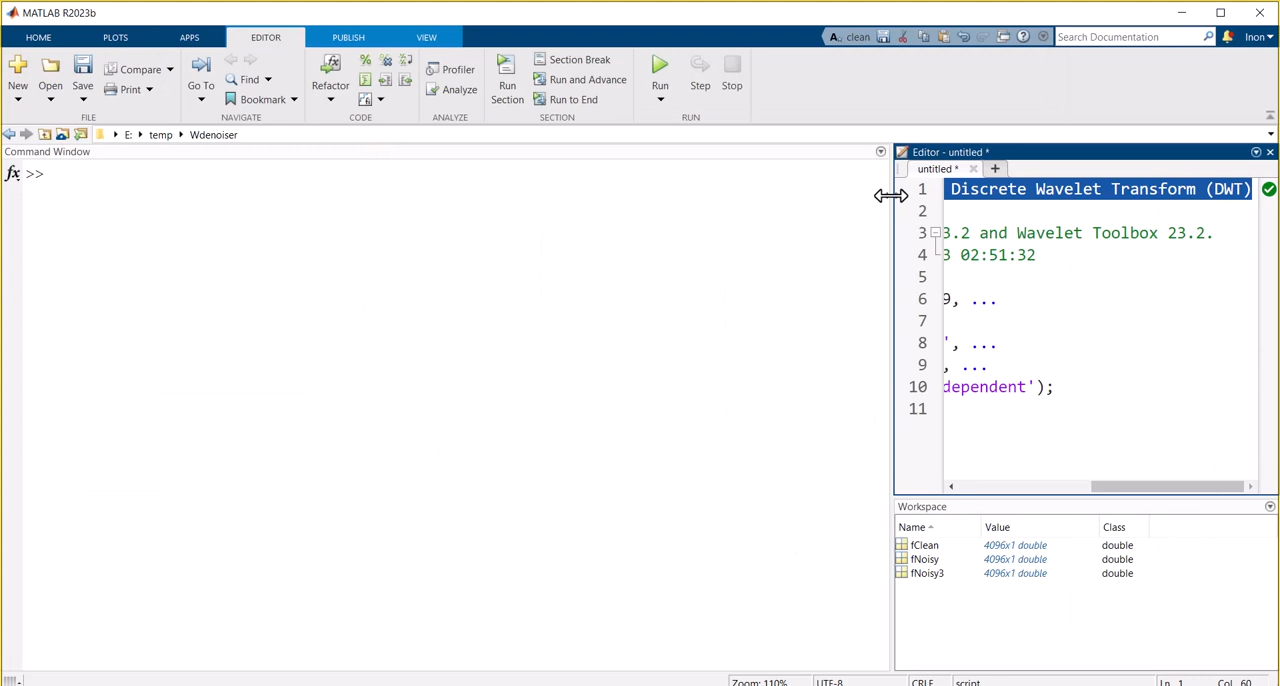 MATLAB R2023b
HOME PLOTS APPS EDITOR PUBLISH VIEW
clean
Search Documentation
Inon
New Open Save Compare Print
Go To Find Bookmark
Refactor
Profiler Analyze
Run Section
Section Break
Run and Advance
Run to End
Run Step Stop
FILE NAVIGATE CODE ANALYZE SECTION RUN
E: temp Wdenoiser
Command Window
fx >>
Editor - untitled *
untitled * +
1 Discrete Wavelet Transform (DWT)
2
3 3.2 and Wavelet Toolbox 23.2.
4 3 02:51:32
5
6 9, ...
7
8 ', ...
9 , ...
10 dependent');
11
Workspace
Name Value Class
fClean 4096x1 double double
fNoisy 4096x1 double double
fNoisy3 4096x1 double double
Zoom: 110% UTF-8 CRLF script Ln 1 Col 60